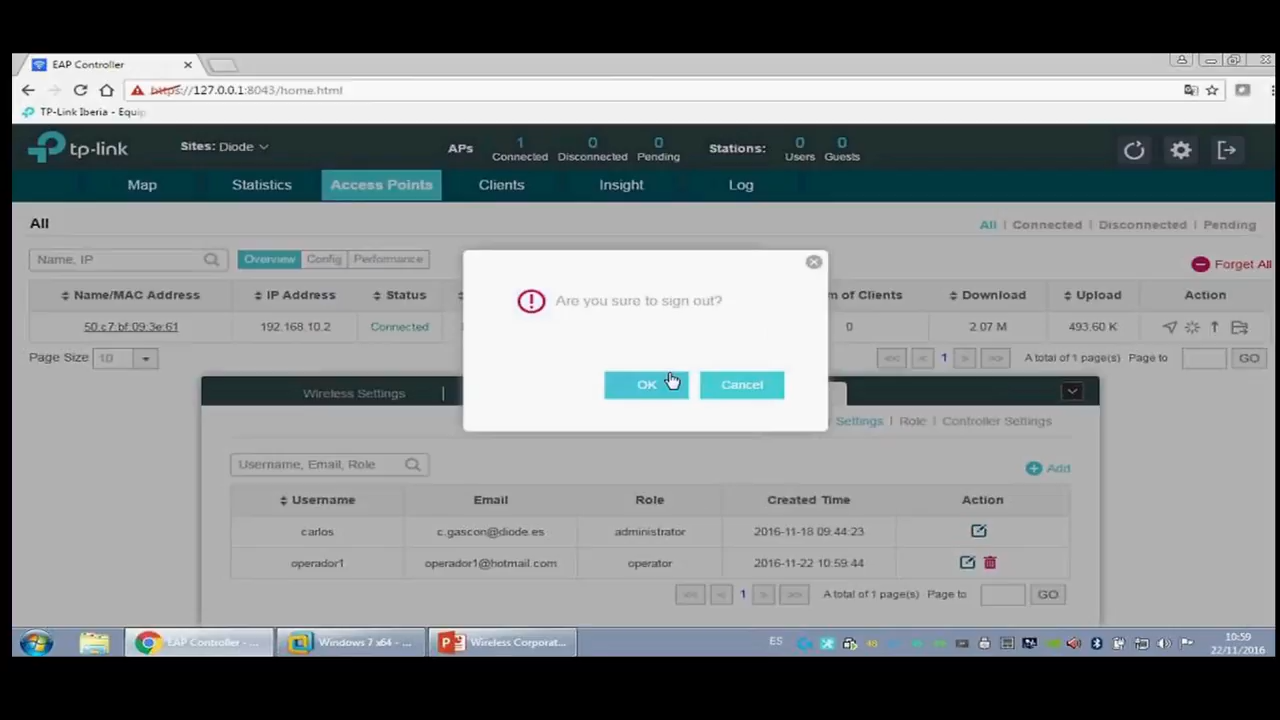 EAP Controller
https://127.0.0.1:8043/home.html
TP-Link Iberia - Equip
tp-link
Sites: Diode
APs
1 0 0
Connected Disconnected Pending
Stations:
0 0
Users Guests
Map Statistics Access Points Clients Insight Log
All
All | Connected | Disconnected | Pending
Name, IP
Overview Config Performance
Forget All
Name/MAC Address IP Address Status m of Clients Download Upload Action
50:c7:bf:09:3e:61 192.168.10.2 Connected 0 2.07 M 493.60 K
Page Size 10
<< < 1 > >> A total of 1 page(s) Page to GO
Are you sure to sign out?
OK Cancel
Wireless Settings |
Settings | Role | Controller Settings
Username, Email, Role
Add
Username Email Role Created Time Action
carlos c.gascon@diode.es administrator 2016-11-18 09:44:23
operador1 operador1@hotmail.com operator 2016-11-22 10:59:44
<< < 1 > >> A total of 1 page(s) Page to GO
EAP Controller - ... Windows 7 x64 - ... Wireless Corporat...
ES
48
10:59
22/11/2016